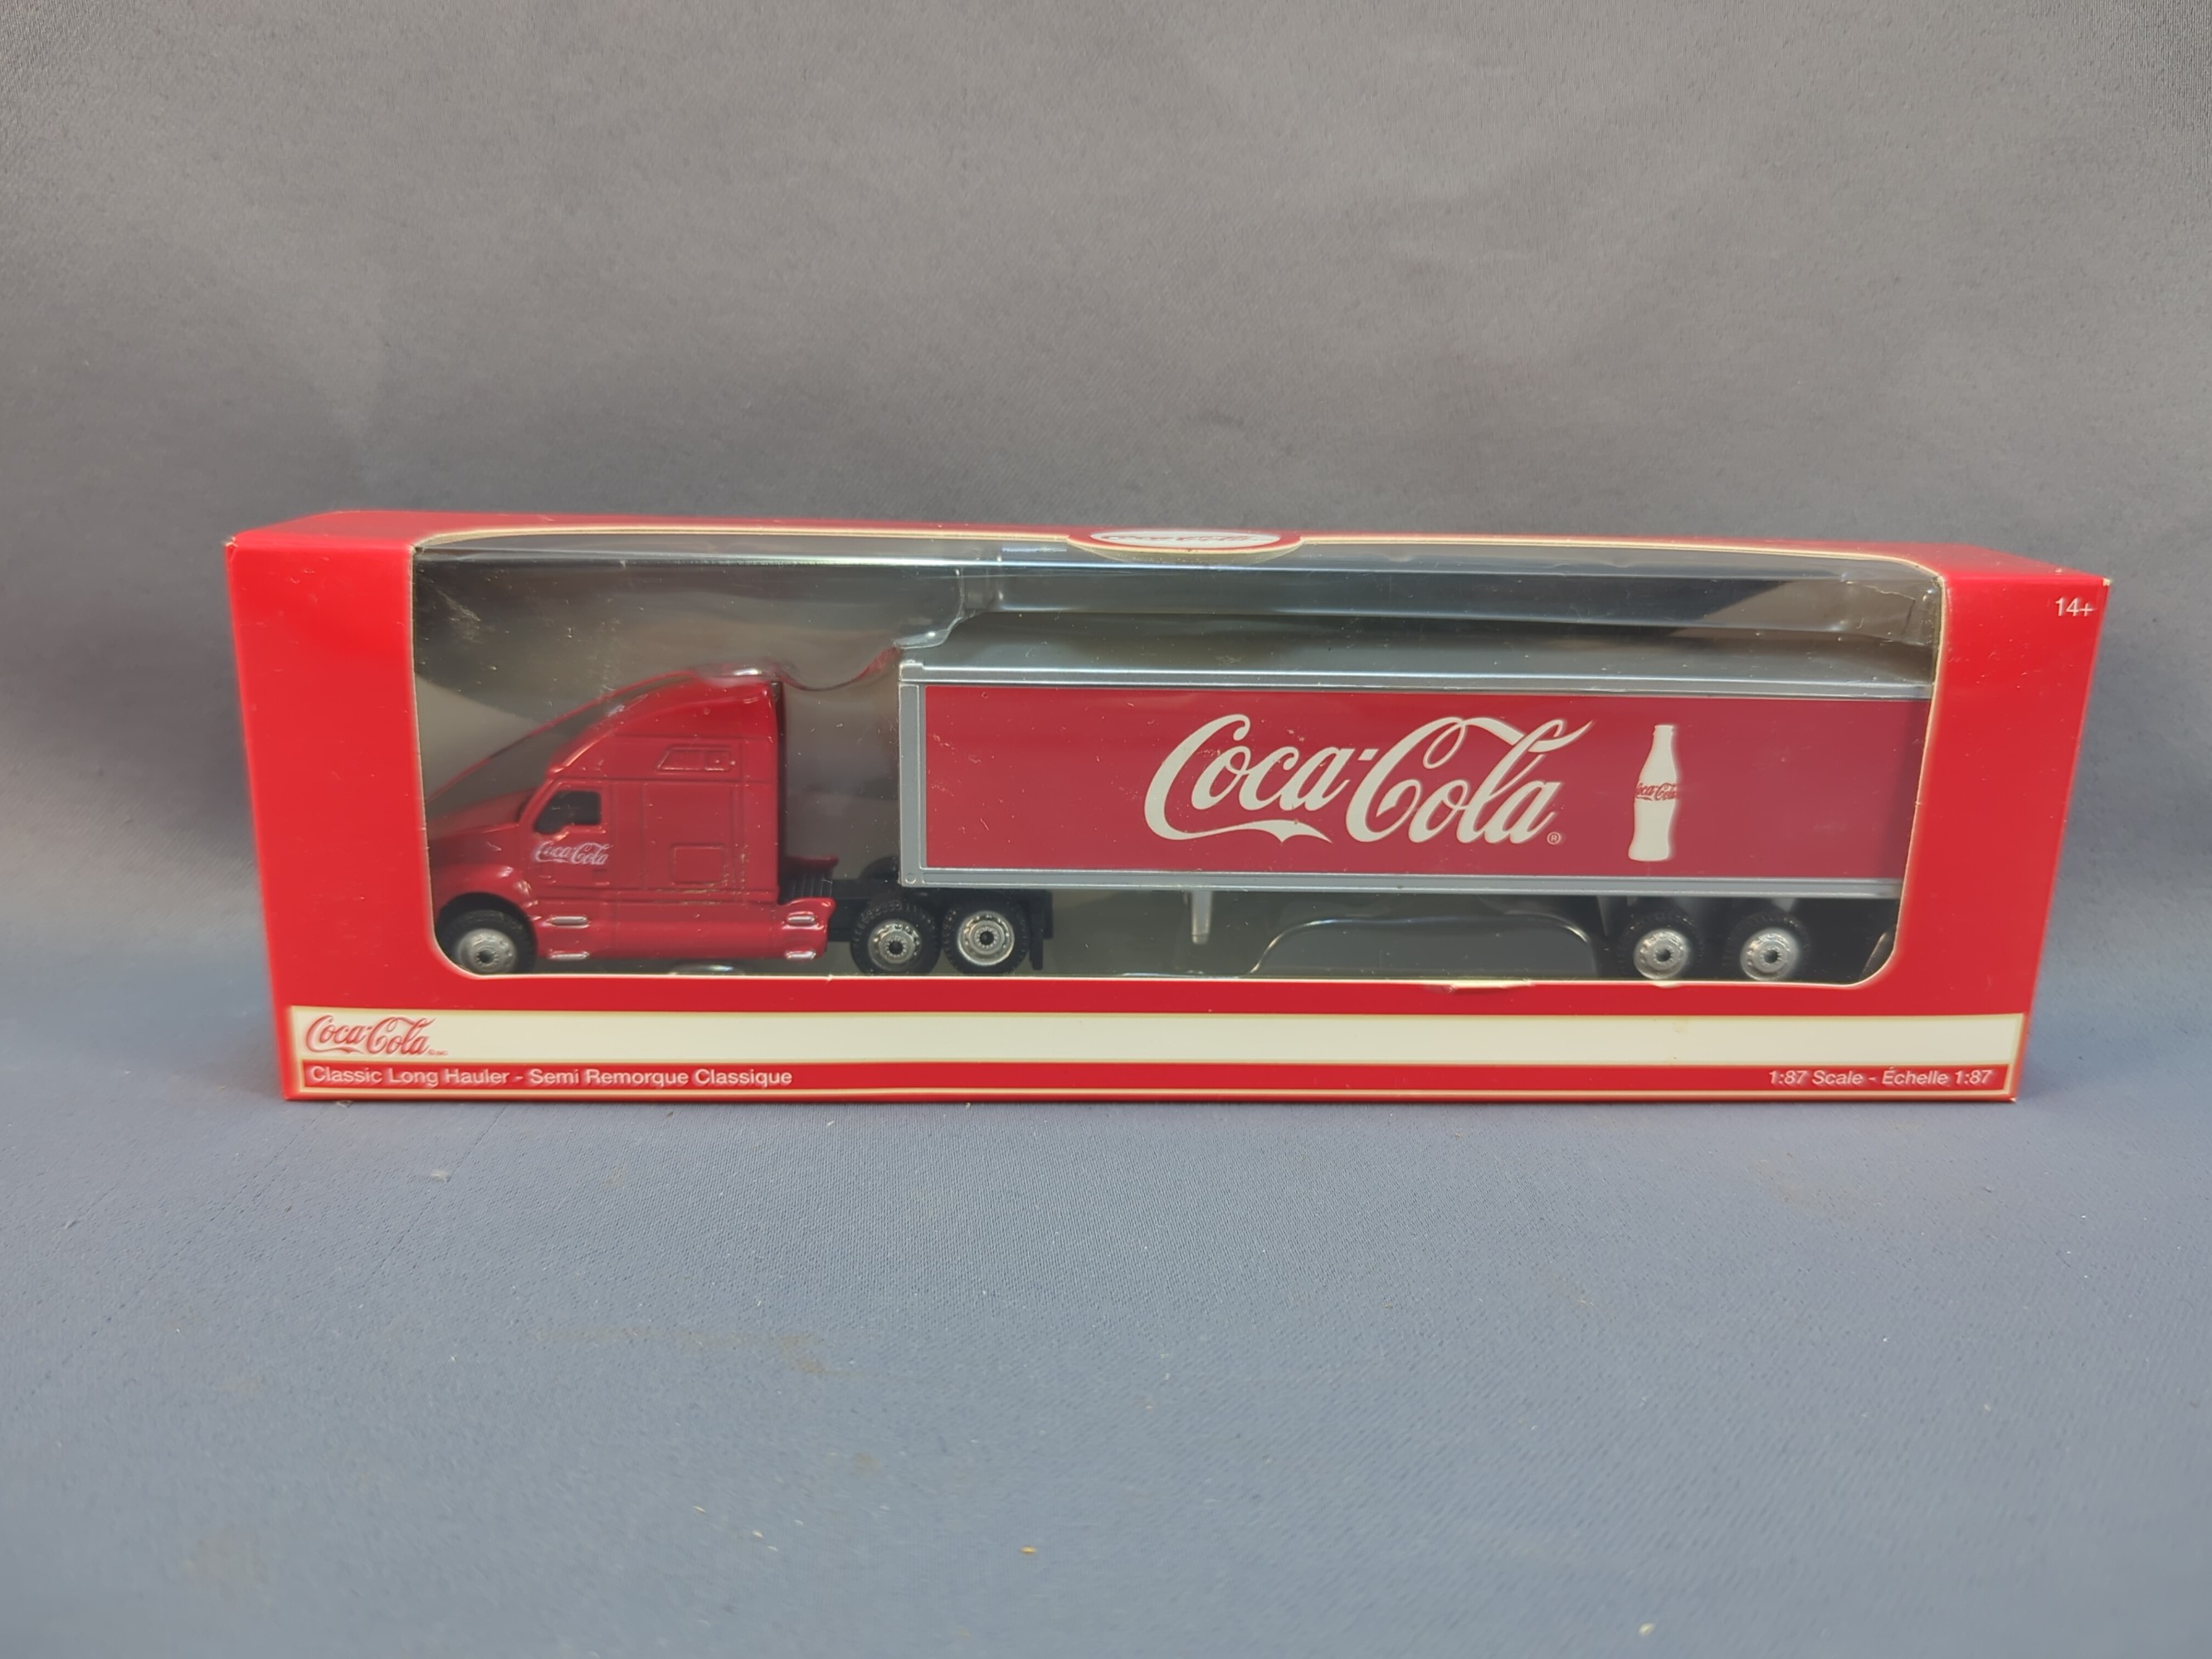 14+
Coca-Cola
Coca-Cola®
Coca-Cola
Coca-Cola
Classic Long Hauler - Semi Remorque Classique
1:87 Scale - Échelle 1:87